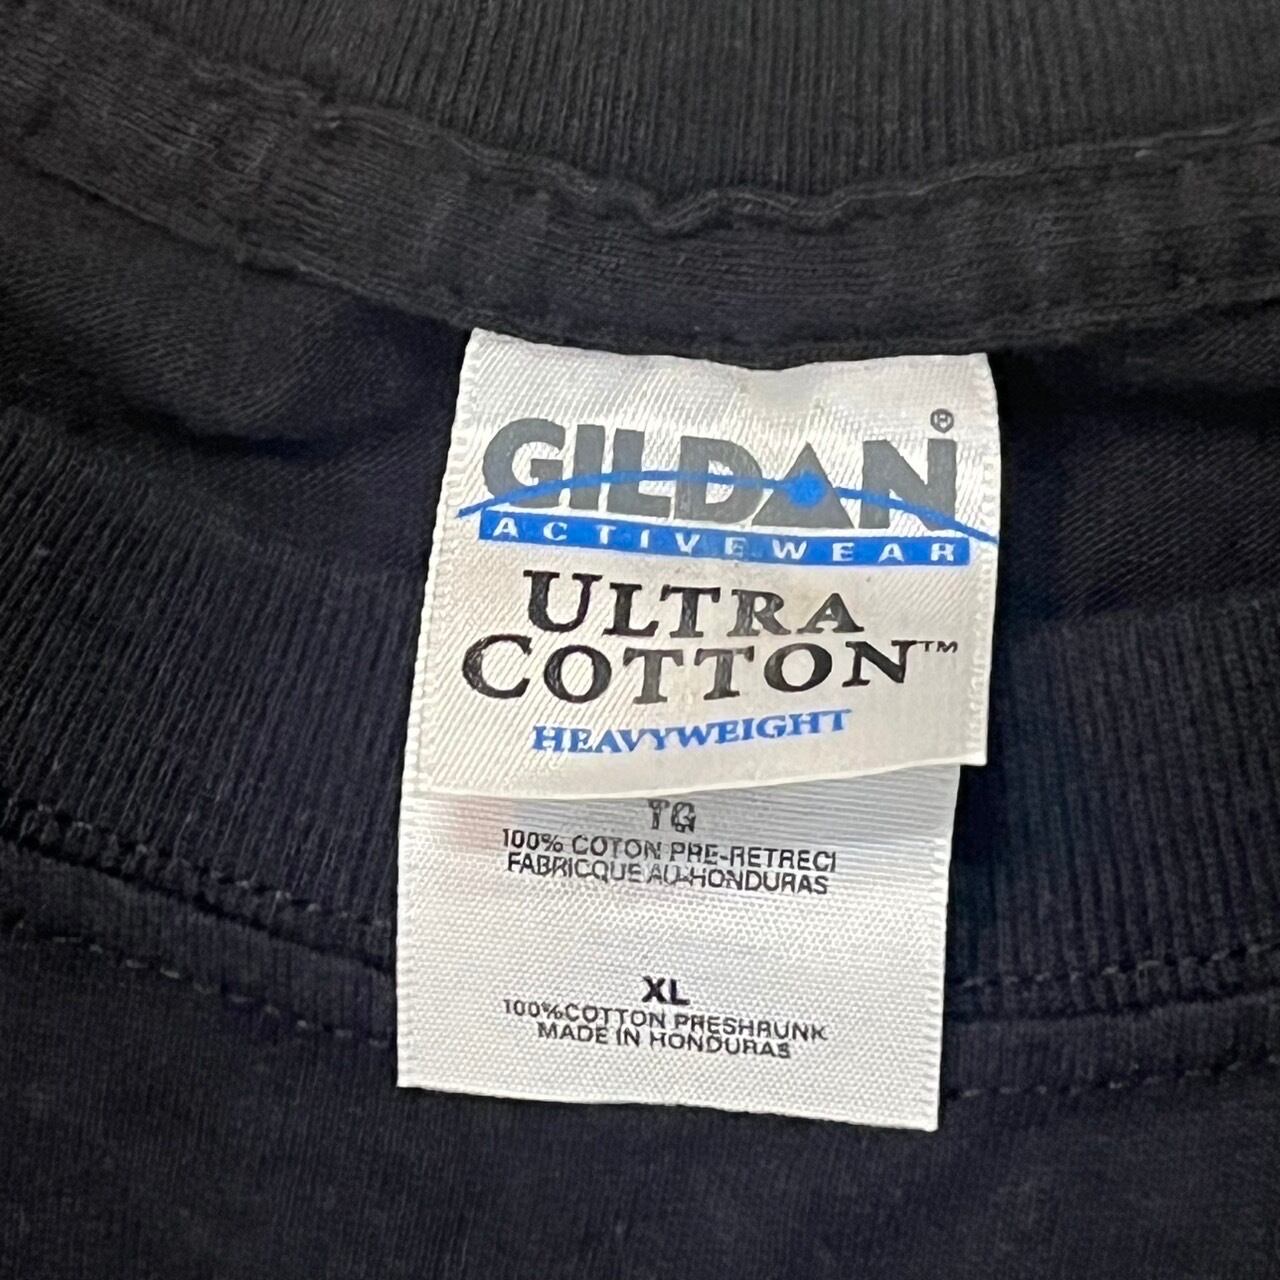 GILDAN®
ACTIVEWEAR
ULTRA
COTTON™
HEAVYWEIGHT
TG
100% COTON PRE-RETRECI
FABRICQUE AU-HONDURAS
XL
100%COTTON PRESHRUNK
MADE IN HONDURAS